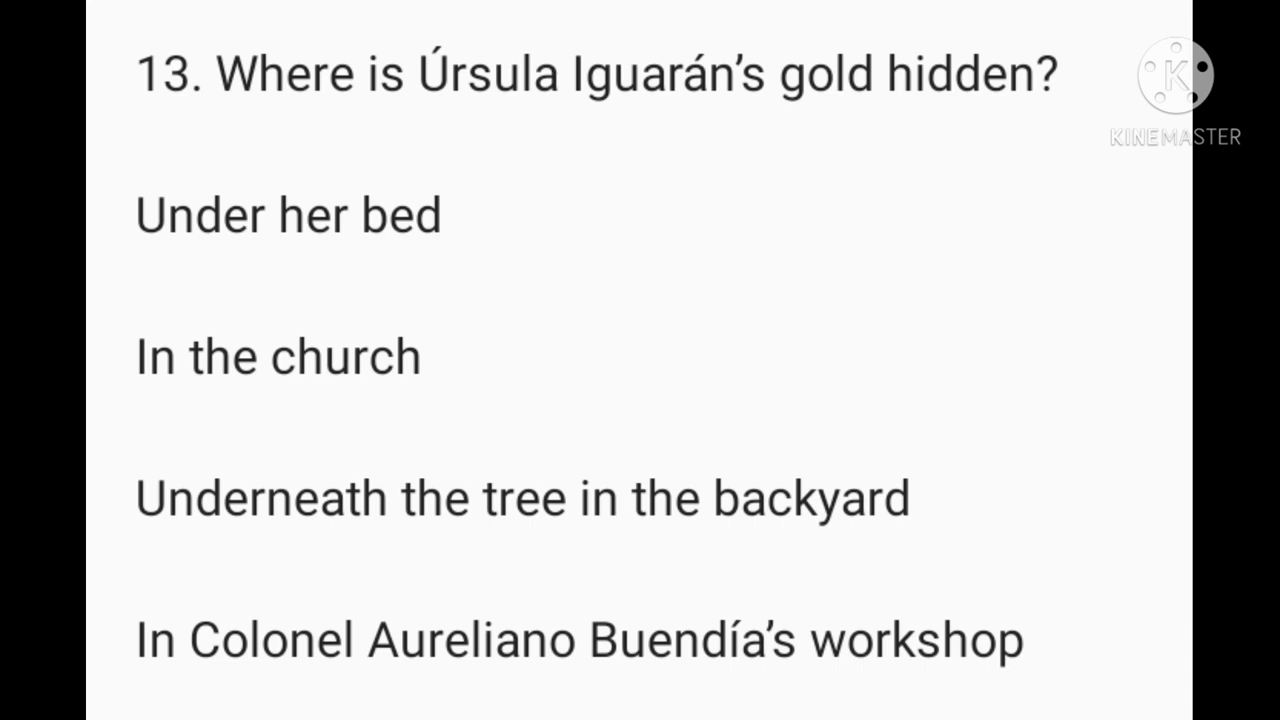 13. Where is Úrsula Iguarán’s gold hidden?
K
KINEMASTER
Under her bed
In the church
Underneath the tree in the backyard
In Colonel Aureliano Buendía’s workshop